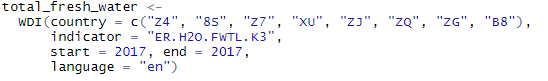 total_fresh_water <-
WDI(country = c("Z4", "8S", "Z7", "XU", "ZJ", "ZQ", "ZG", "B8"),
indicator = "ER.H2O.FWTL.K3",
start = 2017, end = 2017,
language = "en")